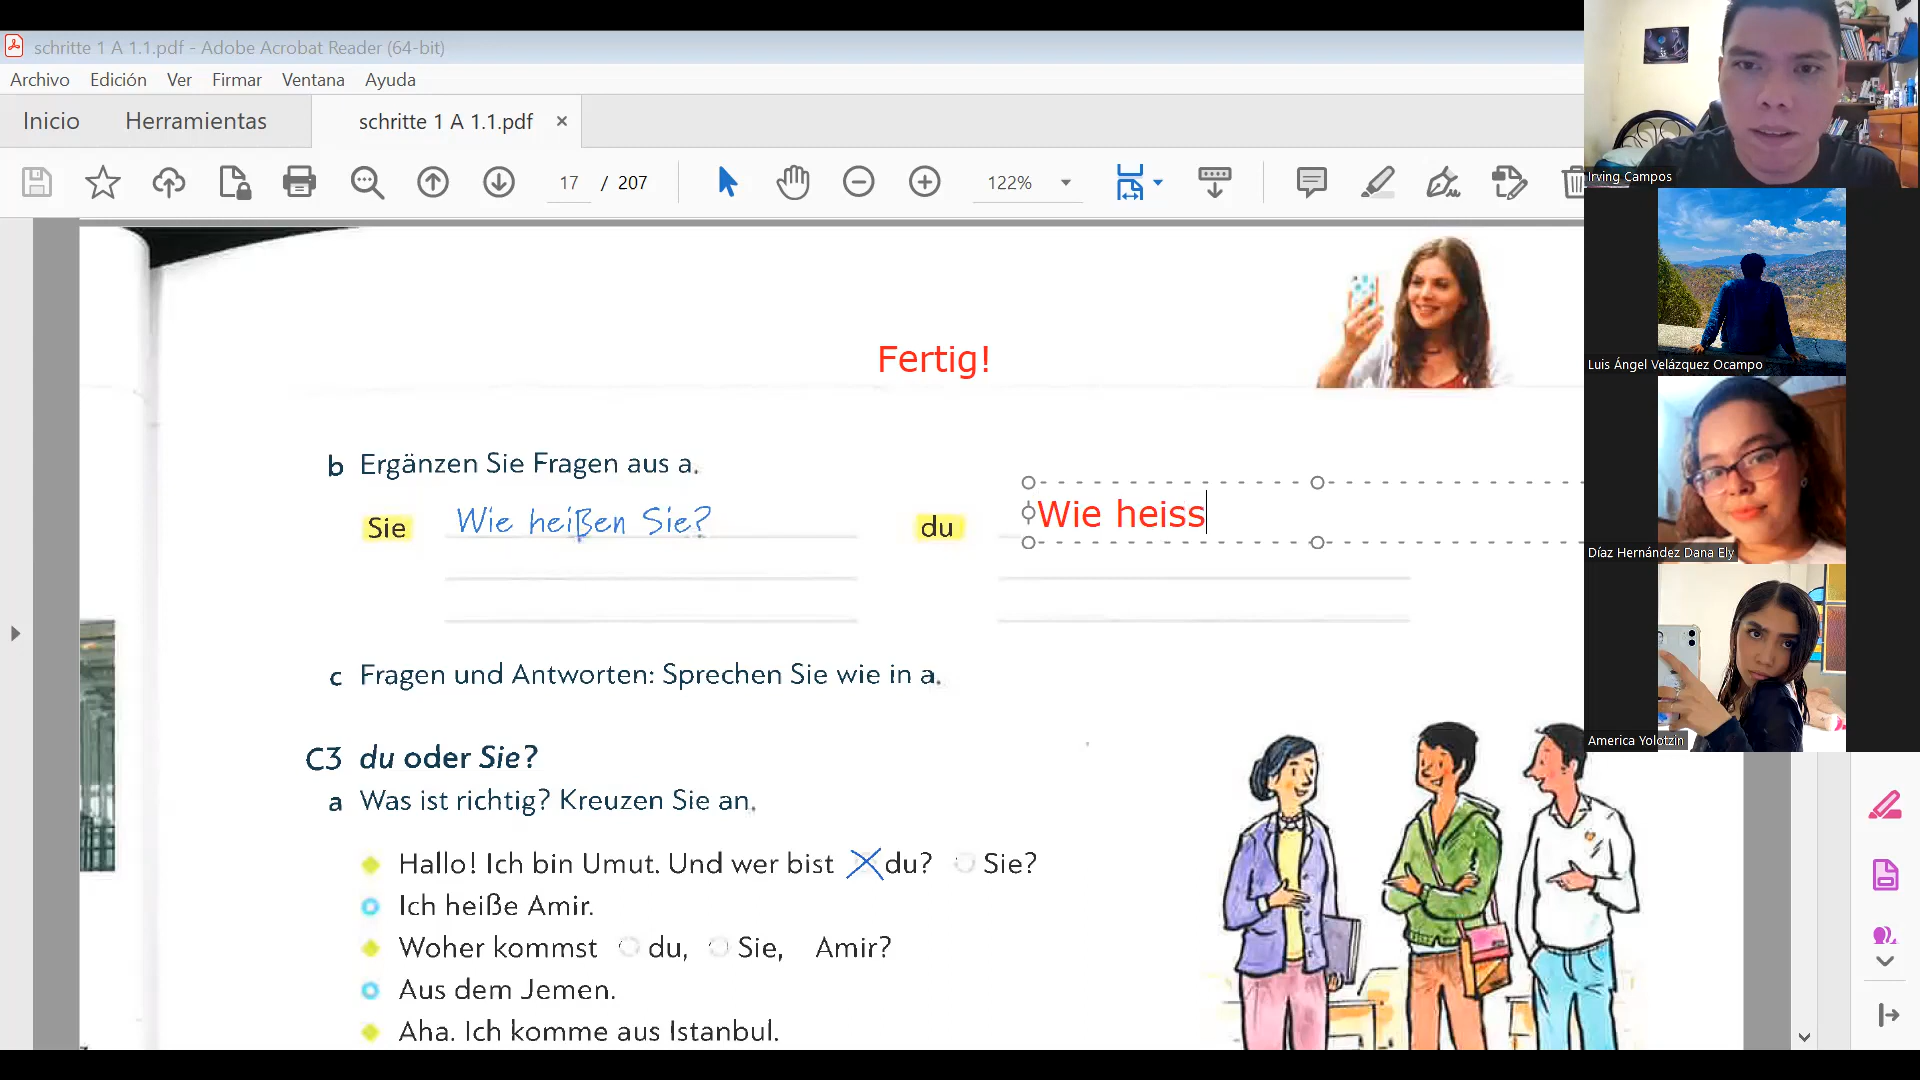 schritte 1 A 1.1.pdf - Adobe Acrobat Reader (64-bit)
Archivo Edición Ver Firmar Ventana Ayuda
Inicio Herramientas schritte 1 A 1.1.pdf ×
17 / 207 122%
Irving Campos
Luis Ángel Velázquez Ocampo
Díaz Hernández Dana Ely
America Yolotzin
Fertig!
b Ergänzen Sie Fragen aus a.
Sie Wie heißen Sie? du Wie heiss
c Fragen und Antworten: Sprechen Sie wie in a.
C3 du oder Sie?
a Was ist richtig? Kreuzen Sie an.
Hallo! Ich bin Umut. Und wer bist du? Sie?
Ich heiße Amir.
Woher kommst du, Sie, Amir?
Aus dem Jemen.
Aha. Ich komme aus Istanbul.